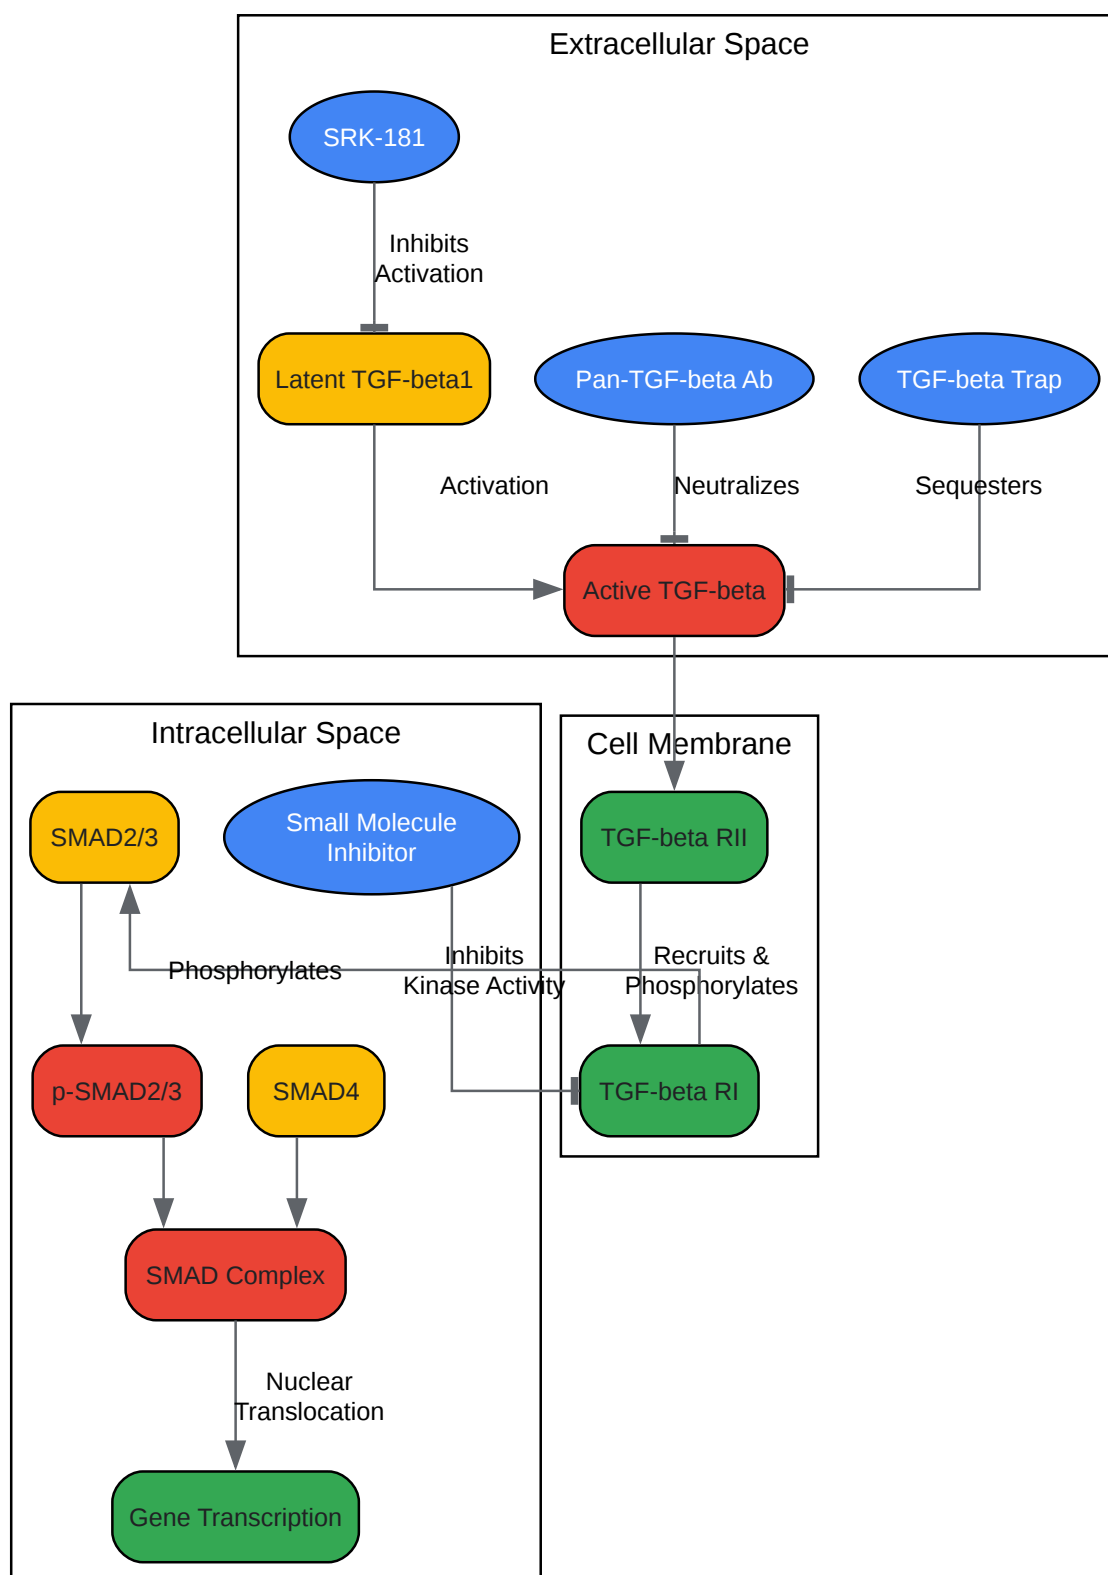 Extracellular Space
SRK-181
Inhibits
Activation
Latent TGF-beta1
Pan-TGF-beta Ab
TGF-beta Trap
Activation
Neutralizes
Sequesters
Active TGF-beta
Intracellular Space
Cell Membrane
SMAD2/3
Small Molecule
Inhibitor
TGF-beta RII
Phosphorylates
Inhibits
Kinase Activity
Recruits &
Phosphorylates
p-SMAD2/3
SMAD4
TGF-beta RI
SMAD Complex
Nuclear
Translocation
Gene Transcription